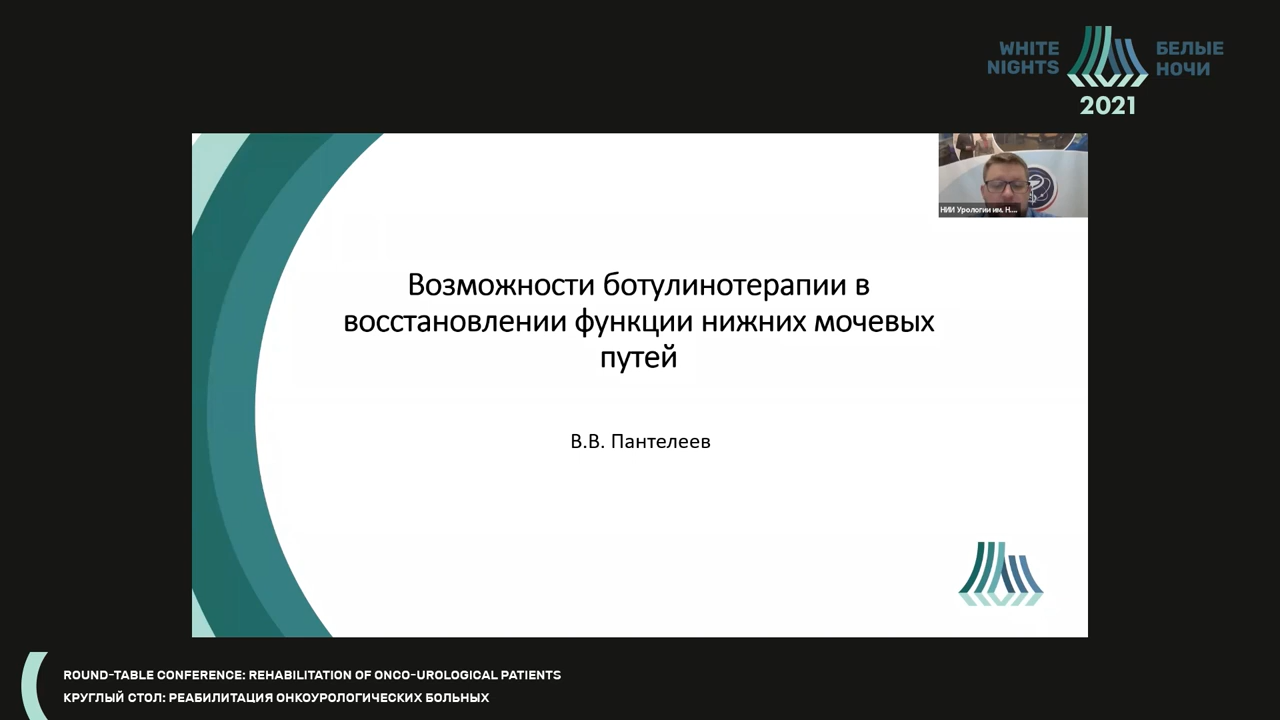 WHITE
NIGHTS
БЕЛЫЕ
НОЧИ
2021
НИИ Урологии им. Н....
Возможности ботулинотерапии в
восстановлении функции нижних мочевых
путей
В.В. Пантелеев
ROUND-TABLE CONFERENCE: REHABILITATION OF ONCO-UROLOGICAL PATIENTS
КРУГЛЫЙ СТОЛ: РЕАБИЛИТАЦИЯ ОНКОУРОЛОГИЧЕСКИХ БОЛЬНЫХ